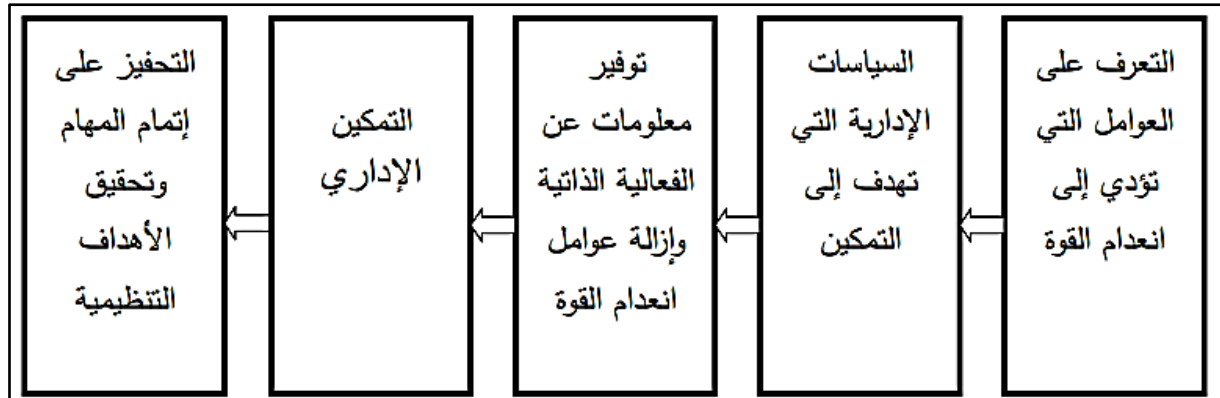 التعرف على
العوامل التي
تؤدي إلى
انعدام القوة
السياسات
الإدارية التي
تهدف إلى
التمكين
توفير
معلومات عن
الفعالية الذاتية
وإزالة عوامل
انعدام القوة
التمكين
الإداري
التحفيز على
إتمام المهام
وتحقيق
الأهداف
التنظيمية